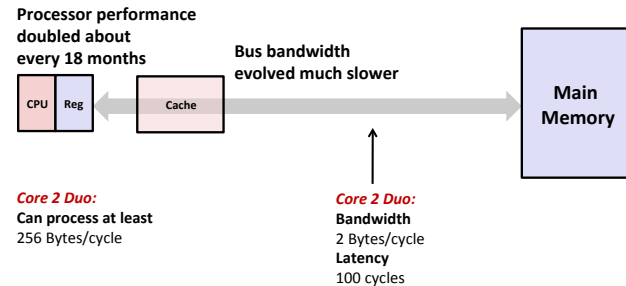 Processor performance
doubled about
every 18 months
Bus bandwidth
evolved much slower
CPU
Reg
Cache
Main
Memory
Core 2 Duo:
Can process at least
256 Bytes/cycle
Core 2 Duo:
Bandwidth
2 Bytes/cycle
Latency
100 cycles